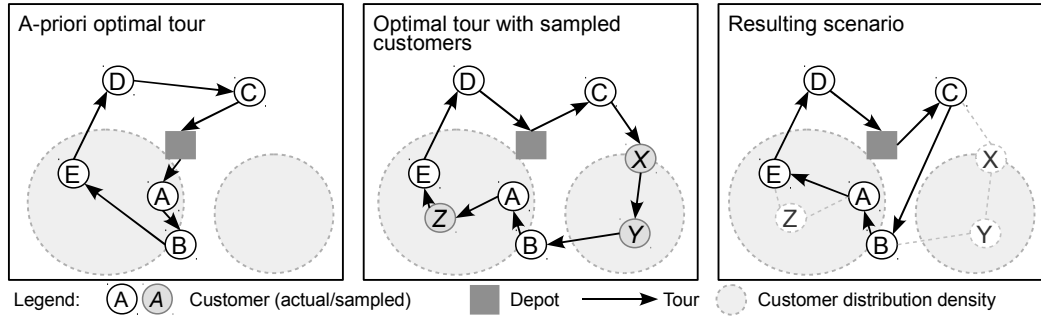 A-priori optimal tour
D
C
E
A
B
Optimal tour with sampled
customers
D
C
X
E
A
Z
Y
B
Resulting scenario
D
C
X
E
A
Z
Y
B
Legend: A A Customer (actual/sampled) Depot Tour Customer distribution density